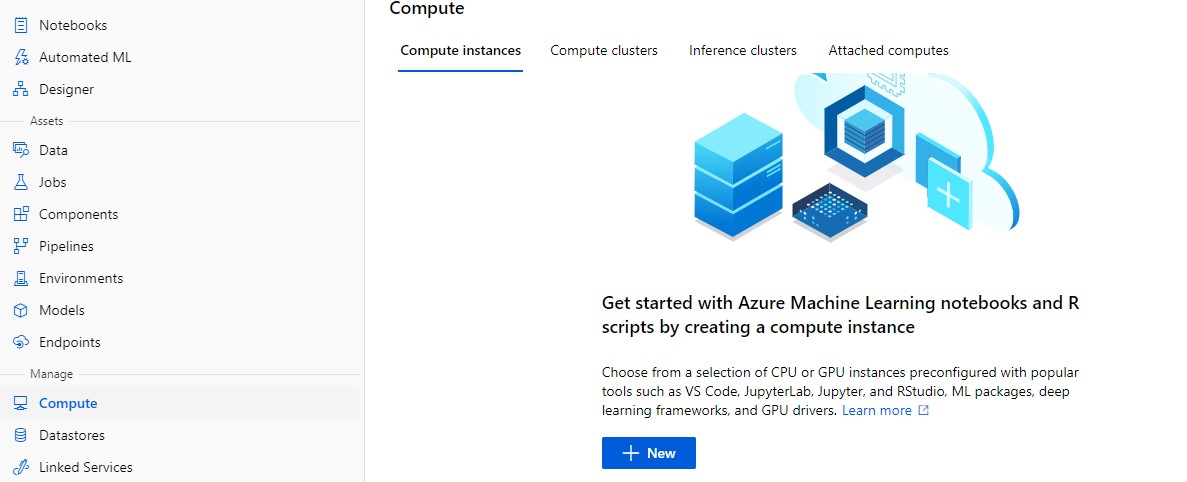 Notebooks
Automated ML
Designer
Assets
Data
Jobs
Components
Pipelines
Environments
Models
Endpoints
Manage
Compute
Datastores
Linked Services
Compute
Compute instances
Compute clusters
Inference clusters
Attached computes
Get started with Azure Machine Learning notebooks and R
scripts by creating a compute instance
Choose from a selection of CPU or GPU instances preconfigured with popular
tools such as VS Code, JupyterLab, Jupyter, and RStudio, ML packages, deep
learning frameworks, and GPU drivers. Learn more
New